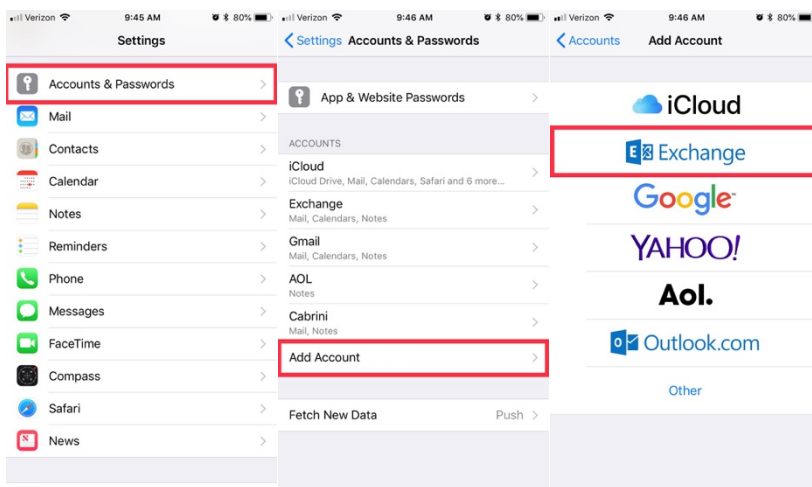 Verizon 9:45 AM 80%
Settings
Accounts & Passwords
Mail
Contacts
Calendar
Notes
Reminders
Phone
Messages
FaceTime
Compass
Safari
News
Verizon 9:46 AM 80%
Settings Accounts & Passwords
App & Website Passwords
ACCOUNTS
iCloud
iCloud Drive, Mail, Calendars, Safari and 6 more...
Exchange
Mail, Calendars, Notes
Gmail
Mail, Calendars, Notes
AOL
Notes
Cabrini
Mail, Notes
Add Account
Fetch New Data Push
Verizon 9:46 AM 80%
Accounts Add Account
iCloud
E Exchange
Google
YAHOO!
Aol.
o Outlook.com
Other